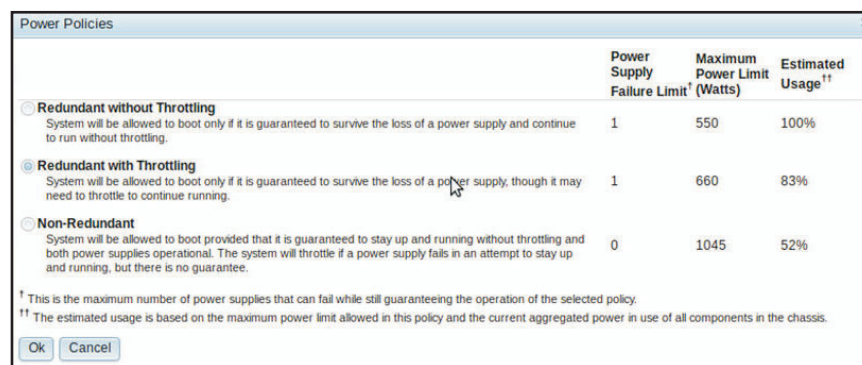 Power Policies
Power Supply Failure Limit† Maximum Power Limit (Watts) Estimated Usage††
Redundant without Throttling
System will be allowed to boot only if it is guaranteed to survive the loss of a power supply and continue 1 550 100%
to run without throttling.
Redundant with Throttling
System will be allowed to boot only if it is guaranteed to survive the loss of a power supply, though it may 1 660 83%
need to throttle to continue running.
Non-Redundant
System will be allowed to boot provided that it is guaranteed to stay up and running without throttling and
both power supplies operational. The system will throttle if a power supply fails in an attempt to stay up 0 1045 52%
and running, but there is no guarantee.
† This is the maximum number of power supplies that can fail while still guaranteeing the operation of the selected policy.
†† The estimated usage is based on the maximum power limit allowed in this policy and the current aggregated power in use of all components in the chassis.
Ok Cancel